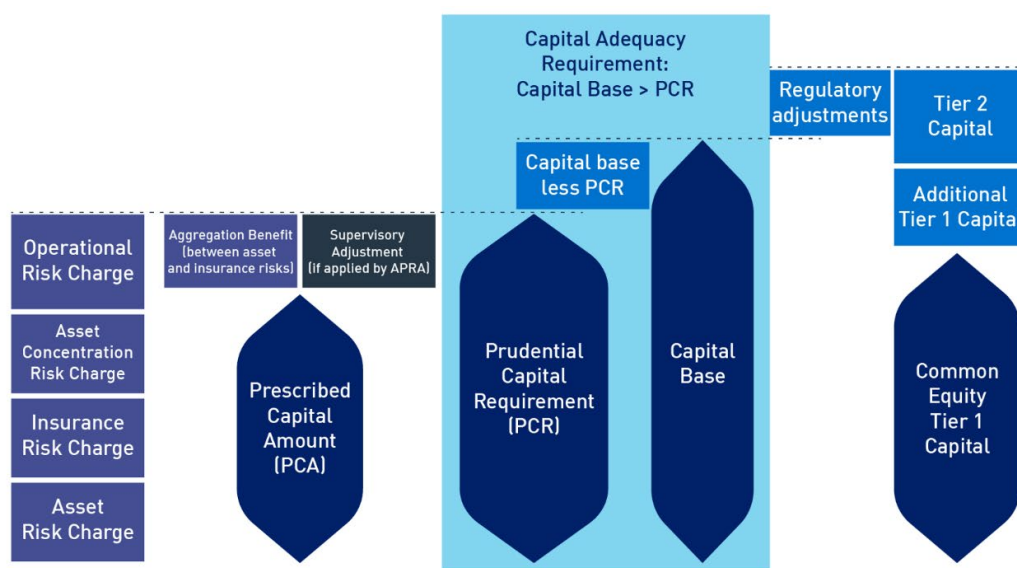 Capital Adequacy
Requirement:
Capital Base > PCR
Regulatory
adjustments
Tier 2
Capital
Capital base
less PCR
Additional
Tier 1 Capital
Operational
Risk Charge
Aggregation Benefit
(between asset
and insurance risks)
Supervisory
Adjustment
(if applied by APRA)
Asset
Concentration
Risk Charge
Prescribed
Capital
Amount
(PCA)
Prudential
Capital
Requirement
(PCR)
Capital
Base
Common
Equity
Tier 1
Capital
Insurance
Risk Charge
Asset
Risk Charge